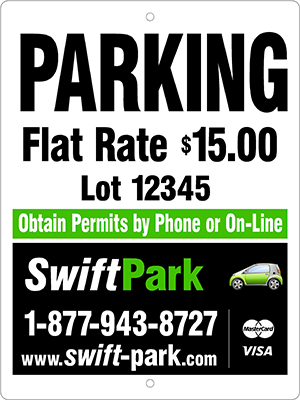 PARKING
Flat Rate $15.00
Lot 12345
Obtain Permits by Phone or On-Line
SwiftPark
1-877-943-8727
MasterCard
www.swift-park.com
VISA